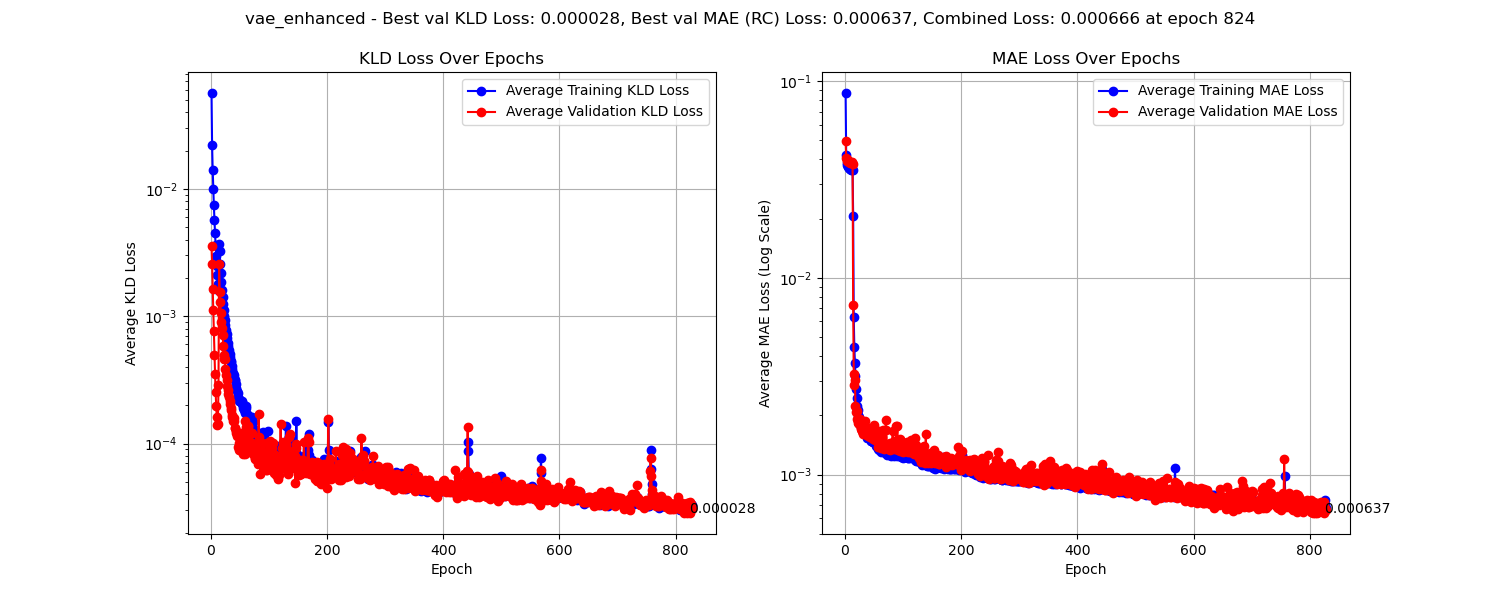 vae_enhanced - Best val KLD Loss: 0.000028, Best val MAE (RC) Loss: 0.000637, Combined Loss: 0.000666 at epoch 824
KLD Loss Over Epochs
Average Training KLD Loss
Average Validation KLD Loss
Average KLD Loss
10⁻²
10⁻³
10⁻⁴
0.000028
0 200 400 600 800
Epoch
MAE Loss Over Epochs
Average Training MAE Loss
Average Validation MAE Loss
Average MAE Loss (Log Scale)
10⁻¹
10⁻²
10⁻³
0.000637
0 200 400 600 800
Epoch